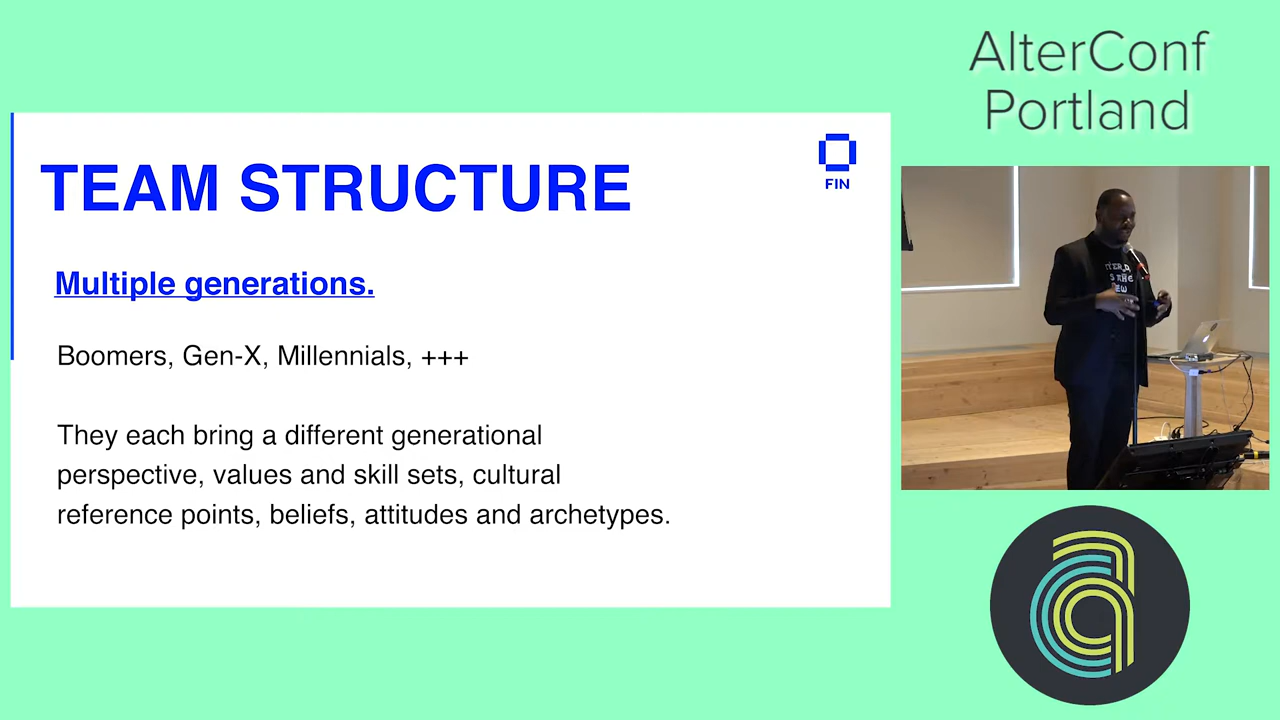 AlterConf
Portland
TEAM STRUCTURE
FIN
Multiple generations.
Boomers, Gen-X, Millennials, +++
They each bring a different generational
perspective, values and skill sets, cultural
reference points, beliefs, attitudes and archetypes.